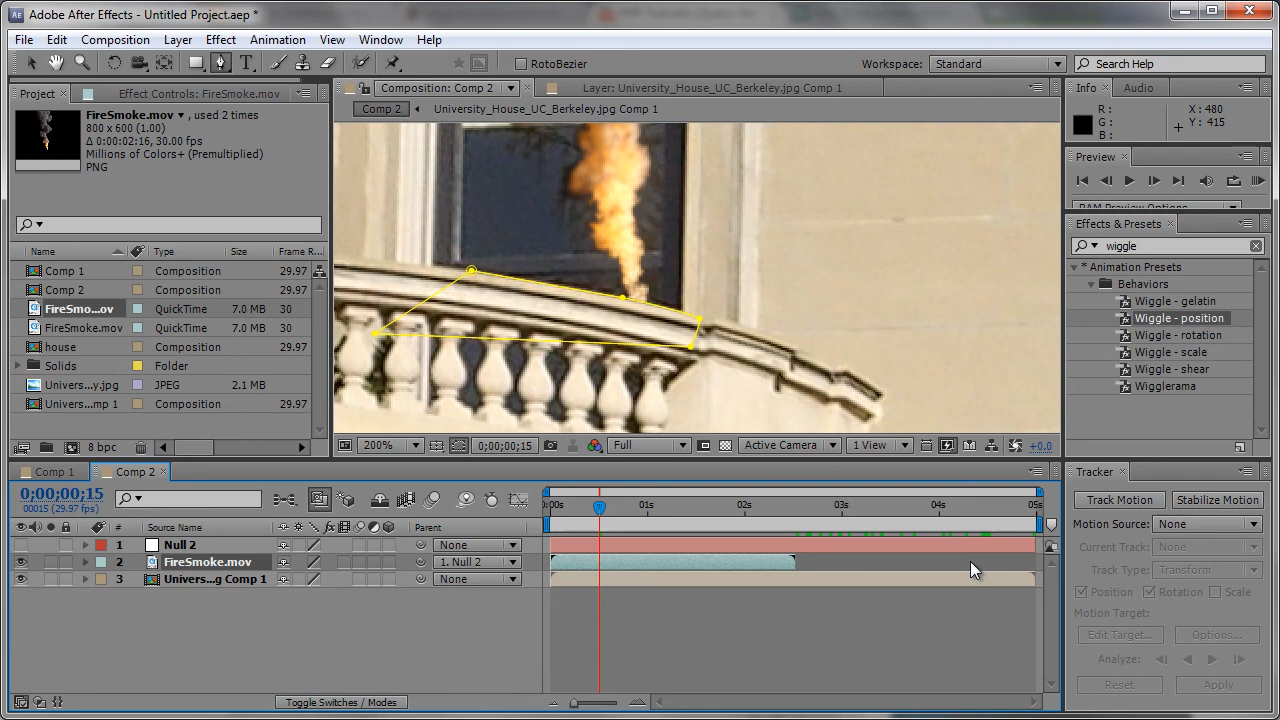 Adobe After Effects - Untitled Project.aep *
File Edit Composition Layer Effect Animation View Window Help
RotoBezier
Workspace: Standard
Search Help
Project
Effect Controls: FireSmoke.mov
FireSmoke.mov ▾, used 2 times
800 x 600 (1.00)
Δ 0:00:02:16, 30.00 fps
Millions of Colors+ (Premultiplied)
PNG
Name Type Size Frame R...
Comp 1 Composition 29.97
Comp 2 Composition 29.97
FireSmo...ov QuickTime 7.0 MB 30
FireSmoke.mov QuickTime 7.0 MB 30
house Composition 29.97
Solids Folder
Univers...y.jpg JPEG 2.1 MB
Univers...mp 1 Composition 29.97
8 bpc
Composition: Comp 2
Layer: University_House_UC_Berkeley.jpg Comp 1
Comp 2
University_House_UC_Berkeley.jpg Comp 1
200% 0;00;00;15 Full Active Camera 1 View +0.0
Info Audio
R:
G:
B:
X: 480
Y: 415
Preview
RAM Preview Options
Effects & Presets
wiggle
* Animation Presets
Behaviors
Wiggle - gelatin
Wiggle - position
Wiggle - rotation
Wiggle - scale
Wiggle - shear
Wigglerama
Comp 1
Comp 2
0;00;00;15
00015 (29.97 fps)
:00s 01s 02s 03s 04s 05s
# Source Name Parent
1 Null 2 None
2 FireSmoke.mov 1. Null 2
3 Univers...g Comp 1 None
Toggle Switches / Modes
Tracker
Track Motion Stabilize Motion
Motion Source: None
Current Track: None
Track Type: Transform
Position Rotation Scale
Motion Target:
Edit Target... Options...
Analyze:
Reset Apply